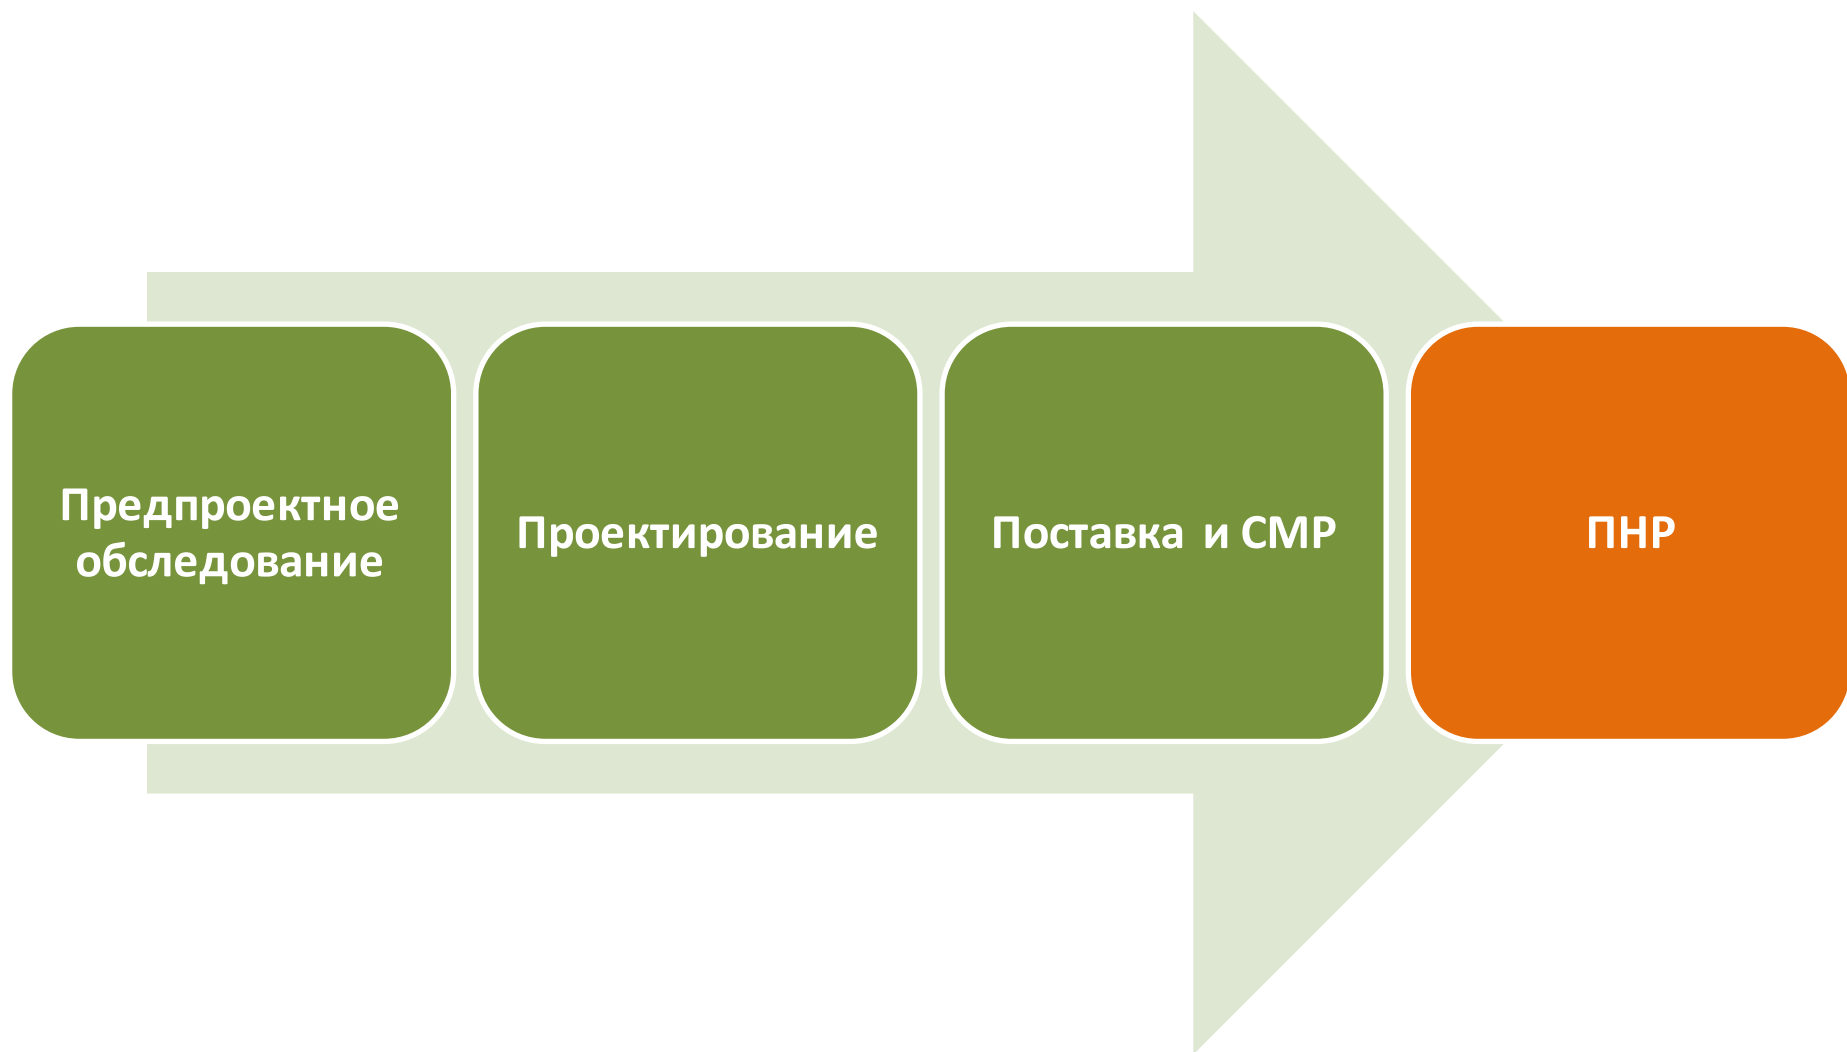 Предпроектное
обследование
Проектирование
Поставка и СМР
ПНР